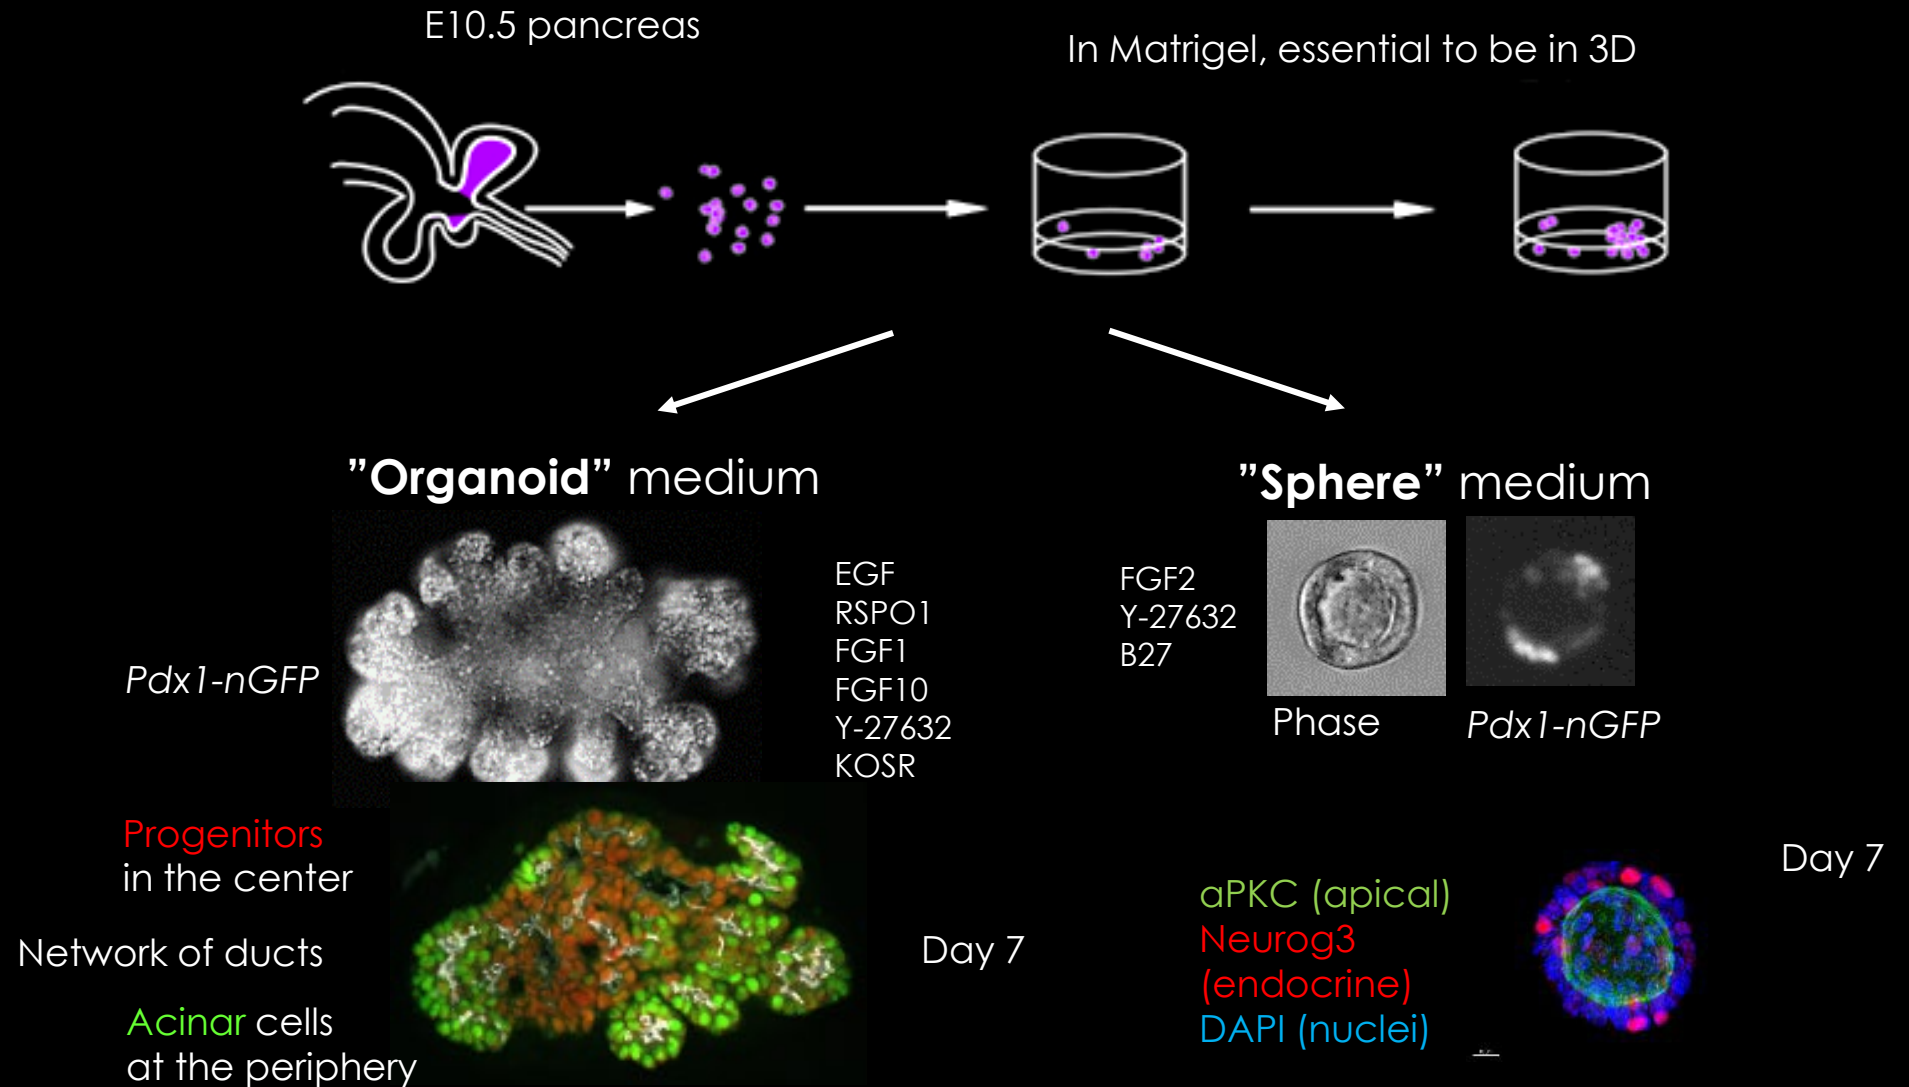 E10.5 pancreas
In Matrigel, essential to be in 3D
”Organoid” medium
EGF
RSPO1
FGF1
FGF10
Y-27632
KOSR
Pdx1-nGFP
Progenitors
in the center
Network of ducts
Acinar cells
at the periphery
Day 7
”Sphere” medium
FGF2
Y-27632
B27
Phase
Pdx1-nGFP
Day 7
aPKC (apical)
Neurog3
(endocrine)
DAPI (nuclei)